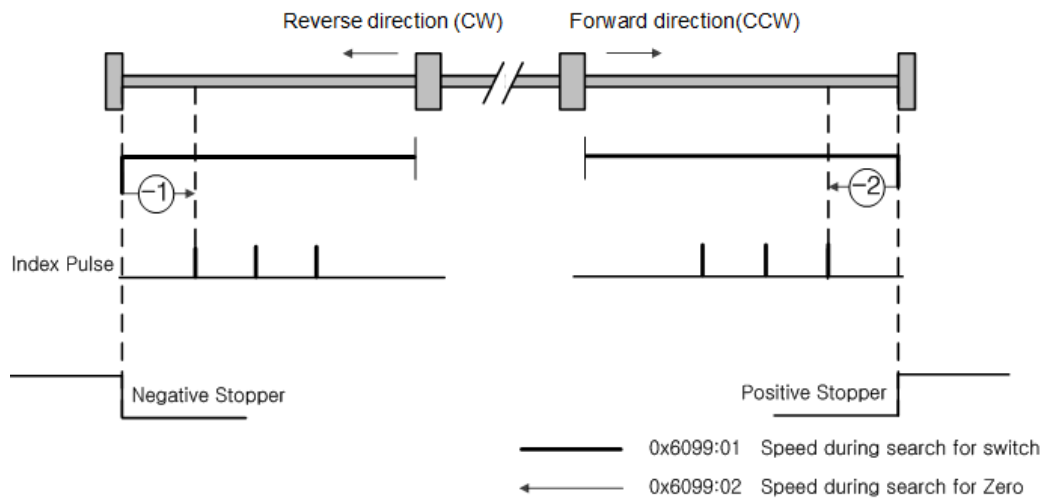 Reverse direction (CW)
Forward direction(CCW)
-1
-2
Index Pulse
Negative Stopper
Positive Stopper
0x6099:01 Speed during search for switch
0x6099:02 Speed during search for Zero